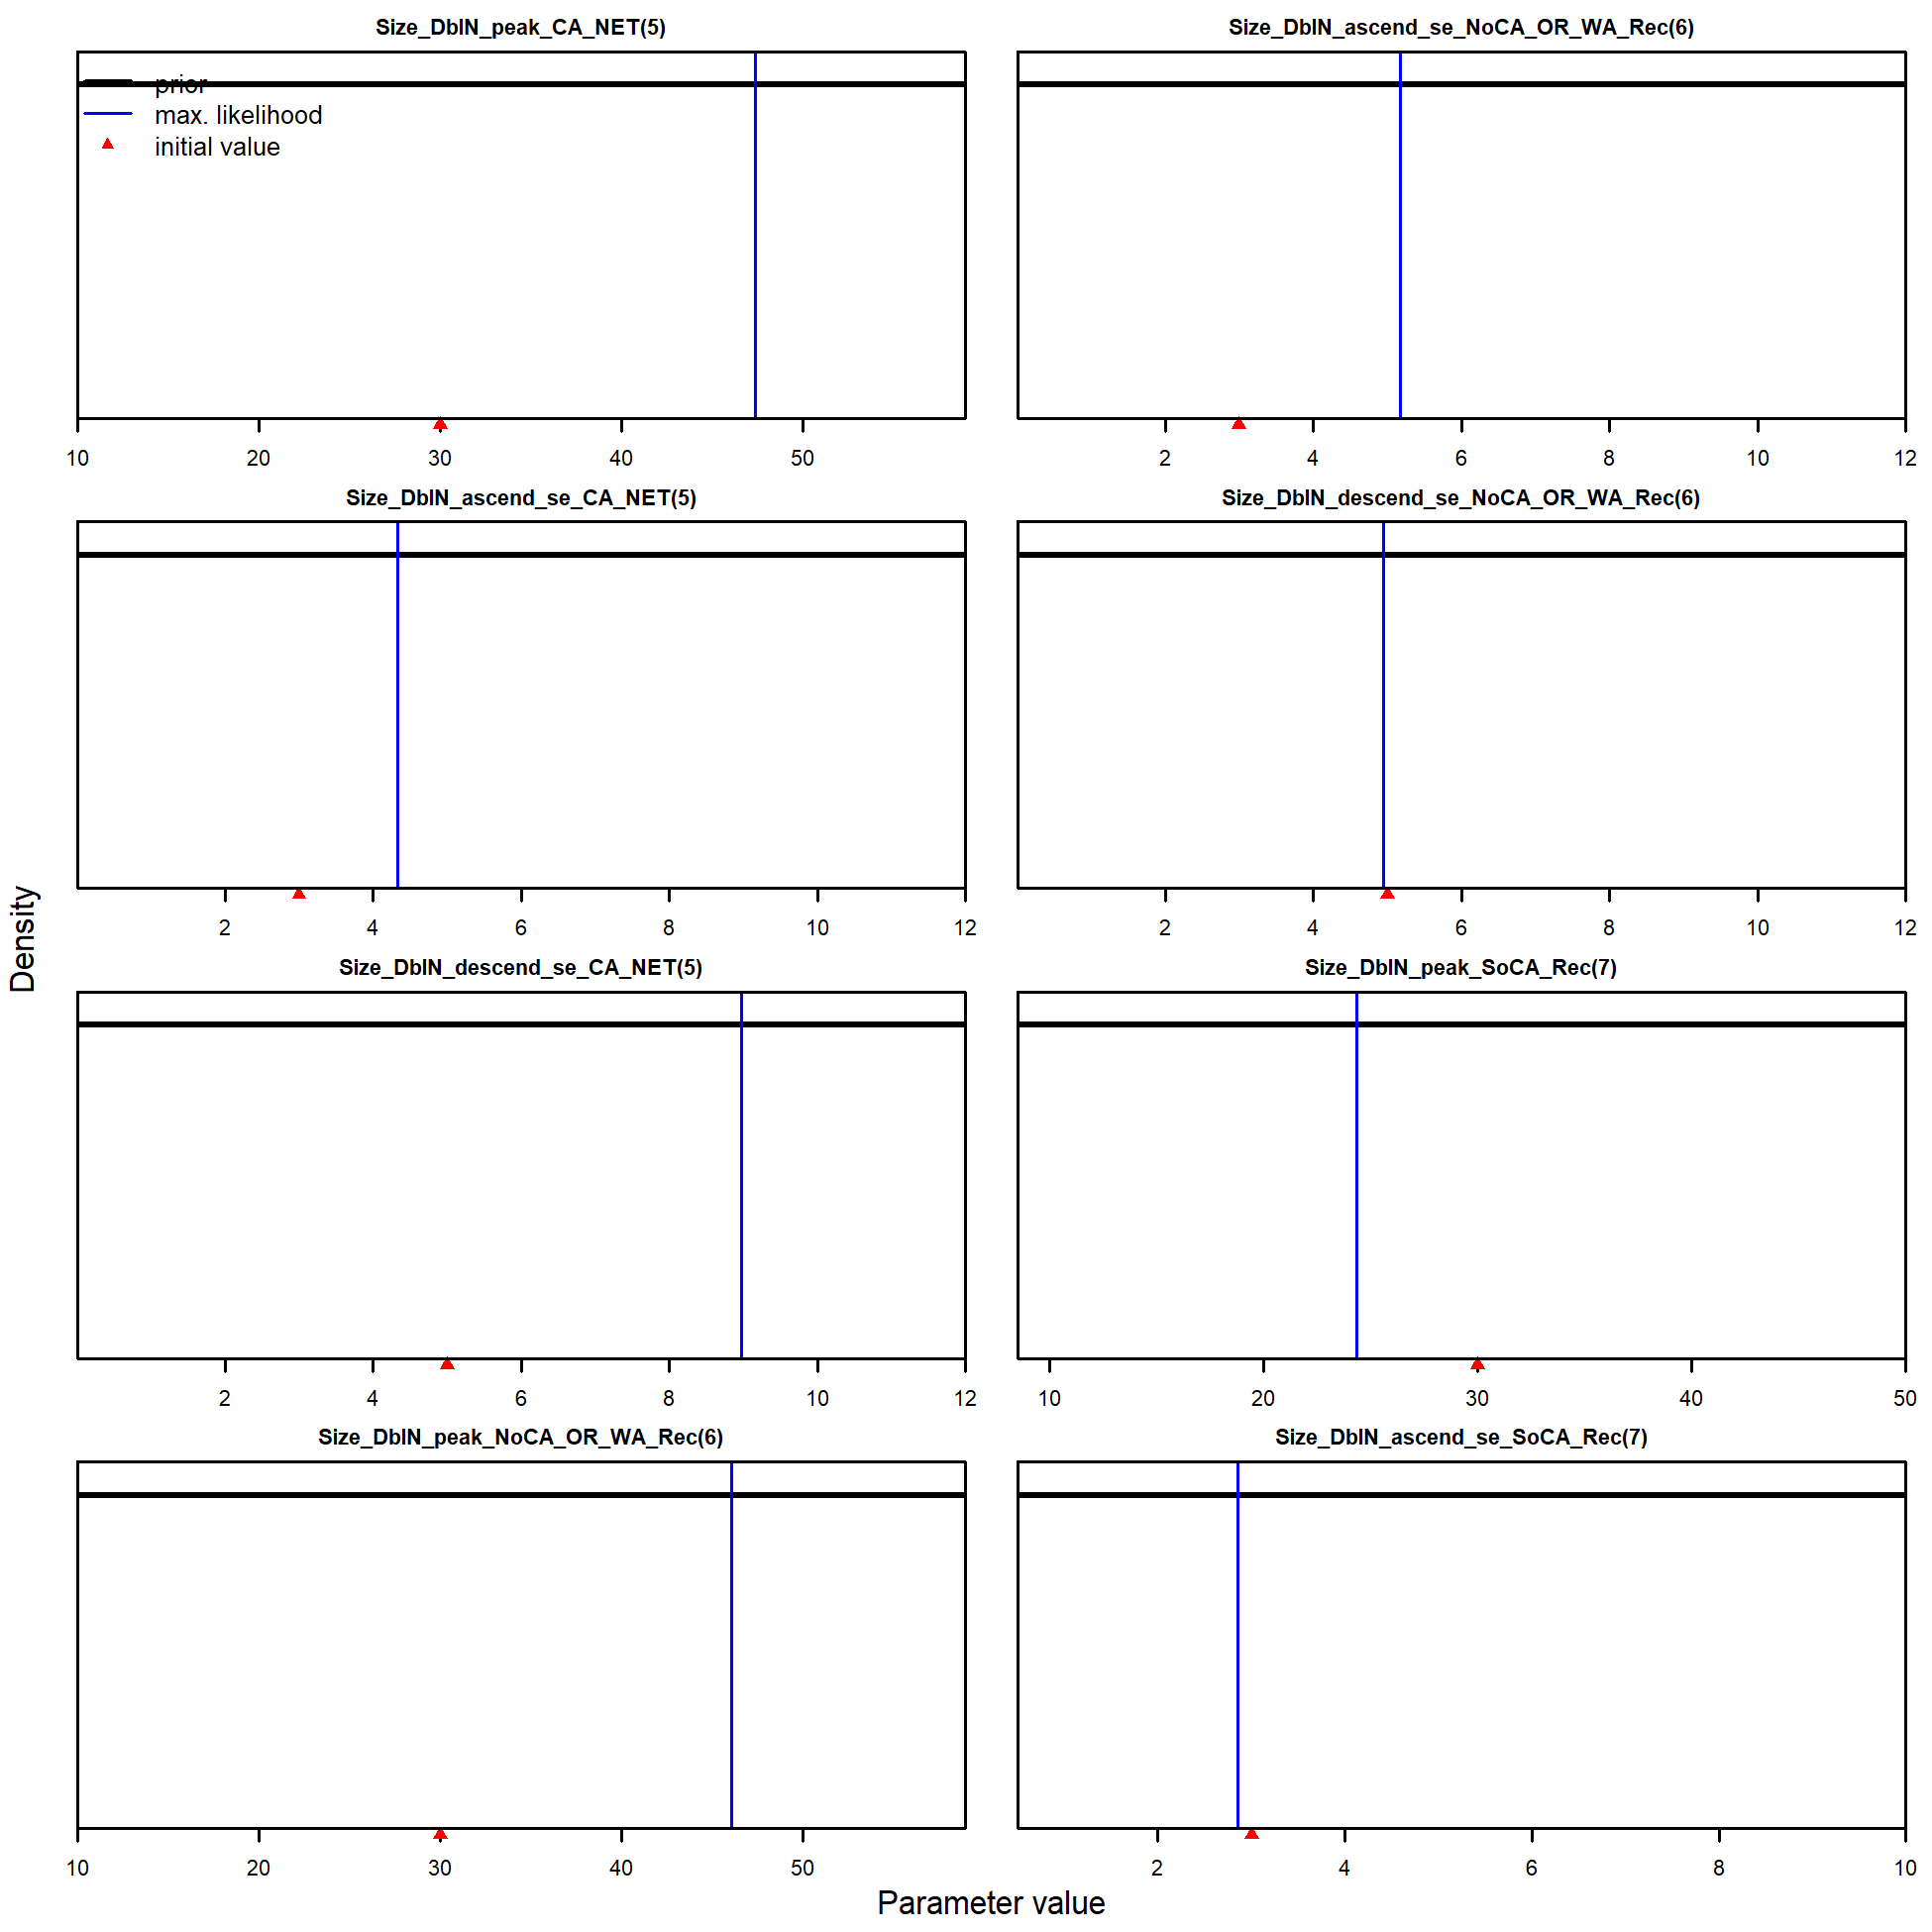 Size_DblN_peak_CA_NET(5)
prior
max. likelihood
initial value
10 20 30 40 50
Size_DblN_ascend_se_NoCA_OR_WA_Rec(6)
2 4 6 8 10 12
Size_DblN_ascend_se_CA_NET(5)
2 4 6 8 10 12
Size_DblN_descend_se_NoCA_OR_WA_Rec(6)
2 4 6 8 10 12
Density
Size_DblN_descend_se_CA_NET(5)
2 4 6 8 10 12
Size_DblN_peak_SoCA_Rec(7)
10 20 30 40 50
Size_DblN_peak_NoCA_OR_WA_Rec(6)
10 20 30 40 50
Size_DblN_ascend_se_SoCA_Rec(7)
2 4 6 8 10
Parameter value